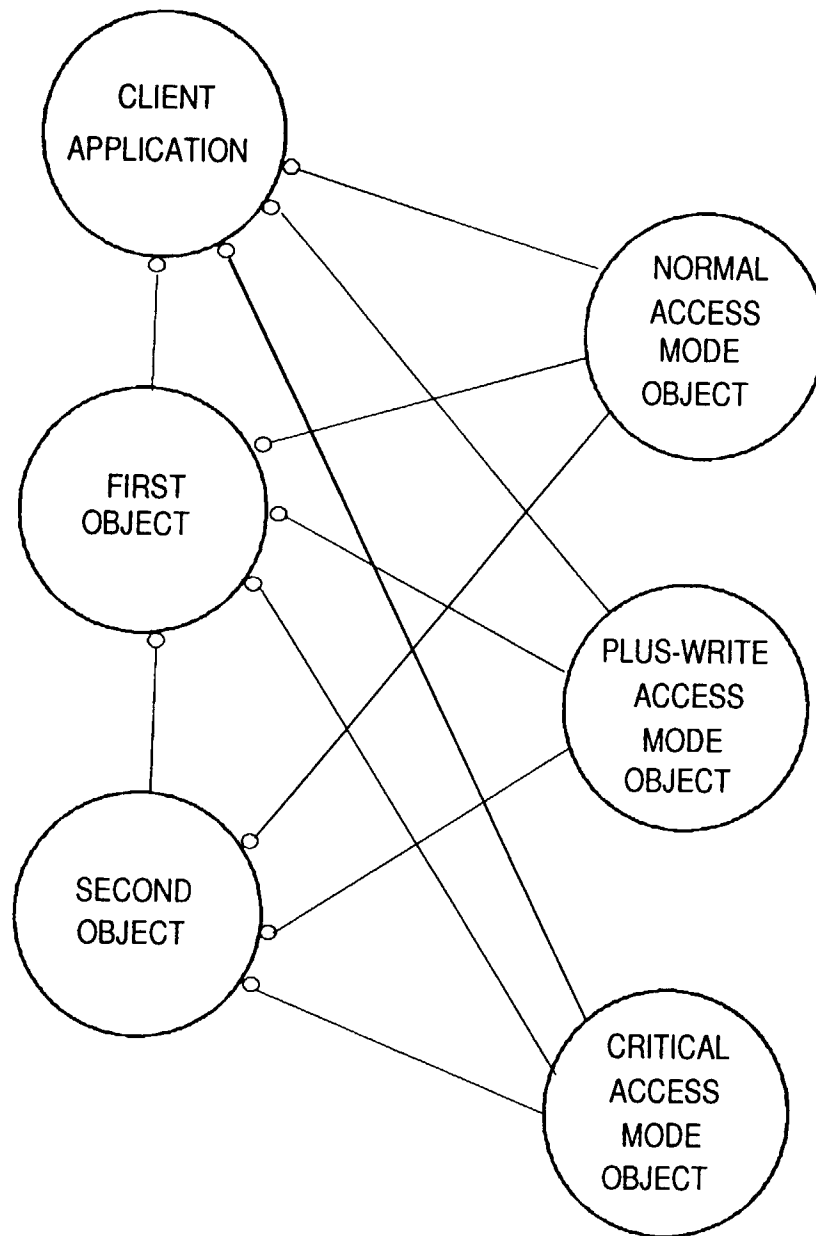 CLIENT
APPLICATION
NORMAL
ACCESS
MODE
OBJECT
FIRST
OBJECT
PLUS-WRITE
ACCESS
MODE
OBJECT
SECOND
OBJECT
CRITICAL
ACCESS
MODE
OBJECT